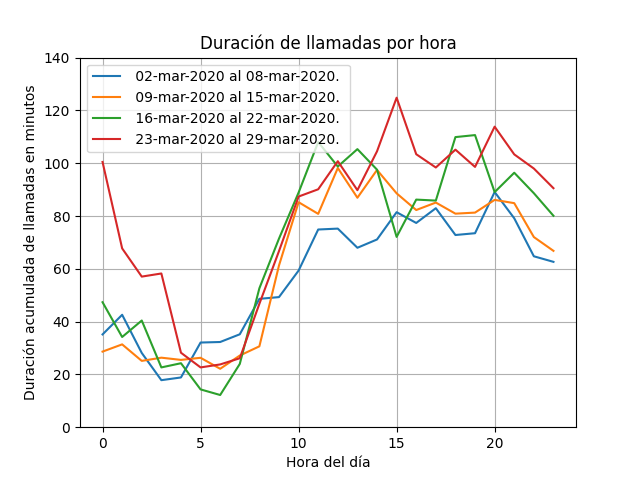 Duración de llamadas por hora
Duración acumulada de llamadas en minutos
140
120
100
80
60
40
20
0
02-mar-2020 al 08-mar-2020.
09-mar-2020 al 15-mar-2020.
16-mar-2020 al 22-mar-2020.
23-mar-2020 al 29-mar-2020.
0 5 10 15 20
Hora del día